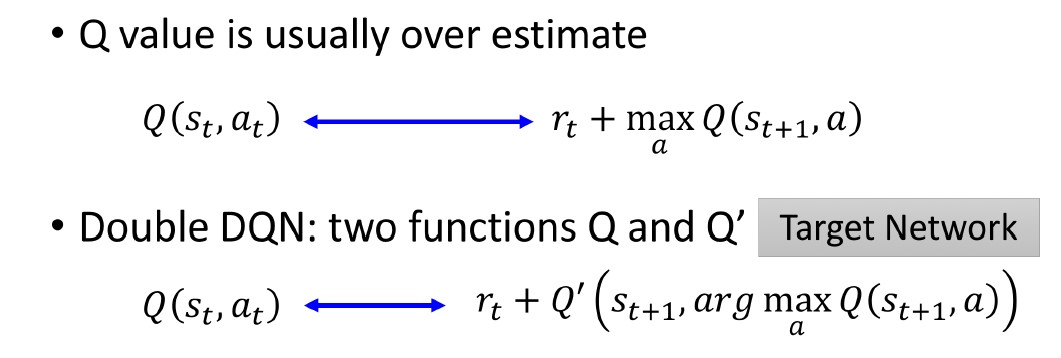 • Q value is usually over estimate
Q(s_t, a_t) ⟷ r_t + max_a Q(s_{t+1}, a)
• Double DQN: two functions Q and Q’ Target Network
Q(s_t, a_t) ⟷ r_t + Q′(s_{t+1}, arg max_a Q(s_{t+1}, a))